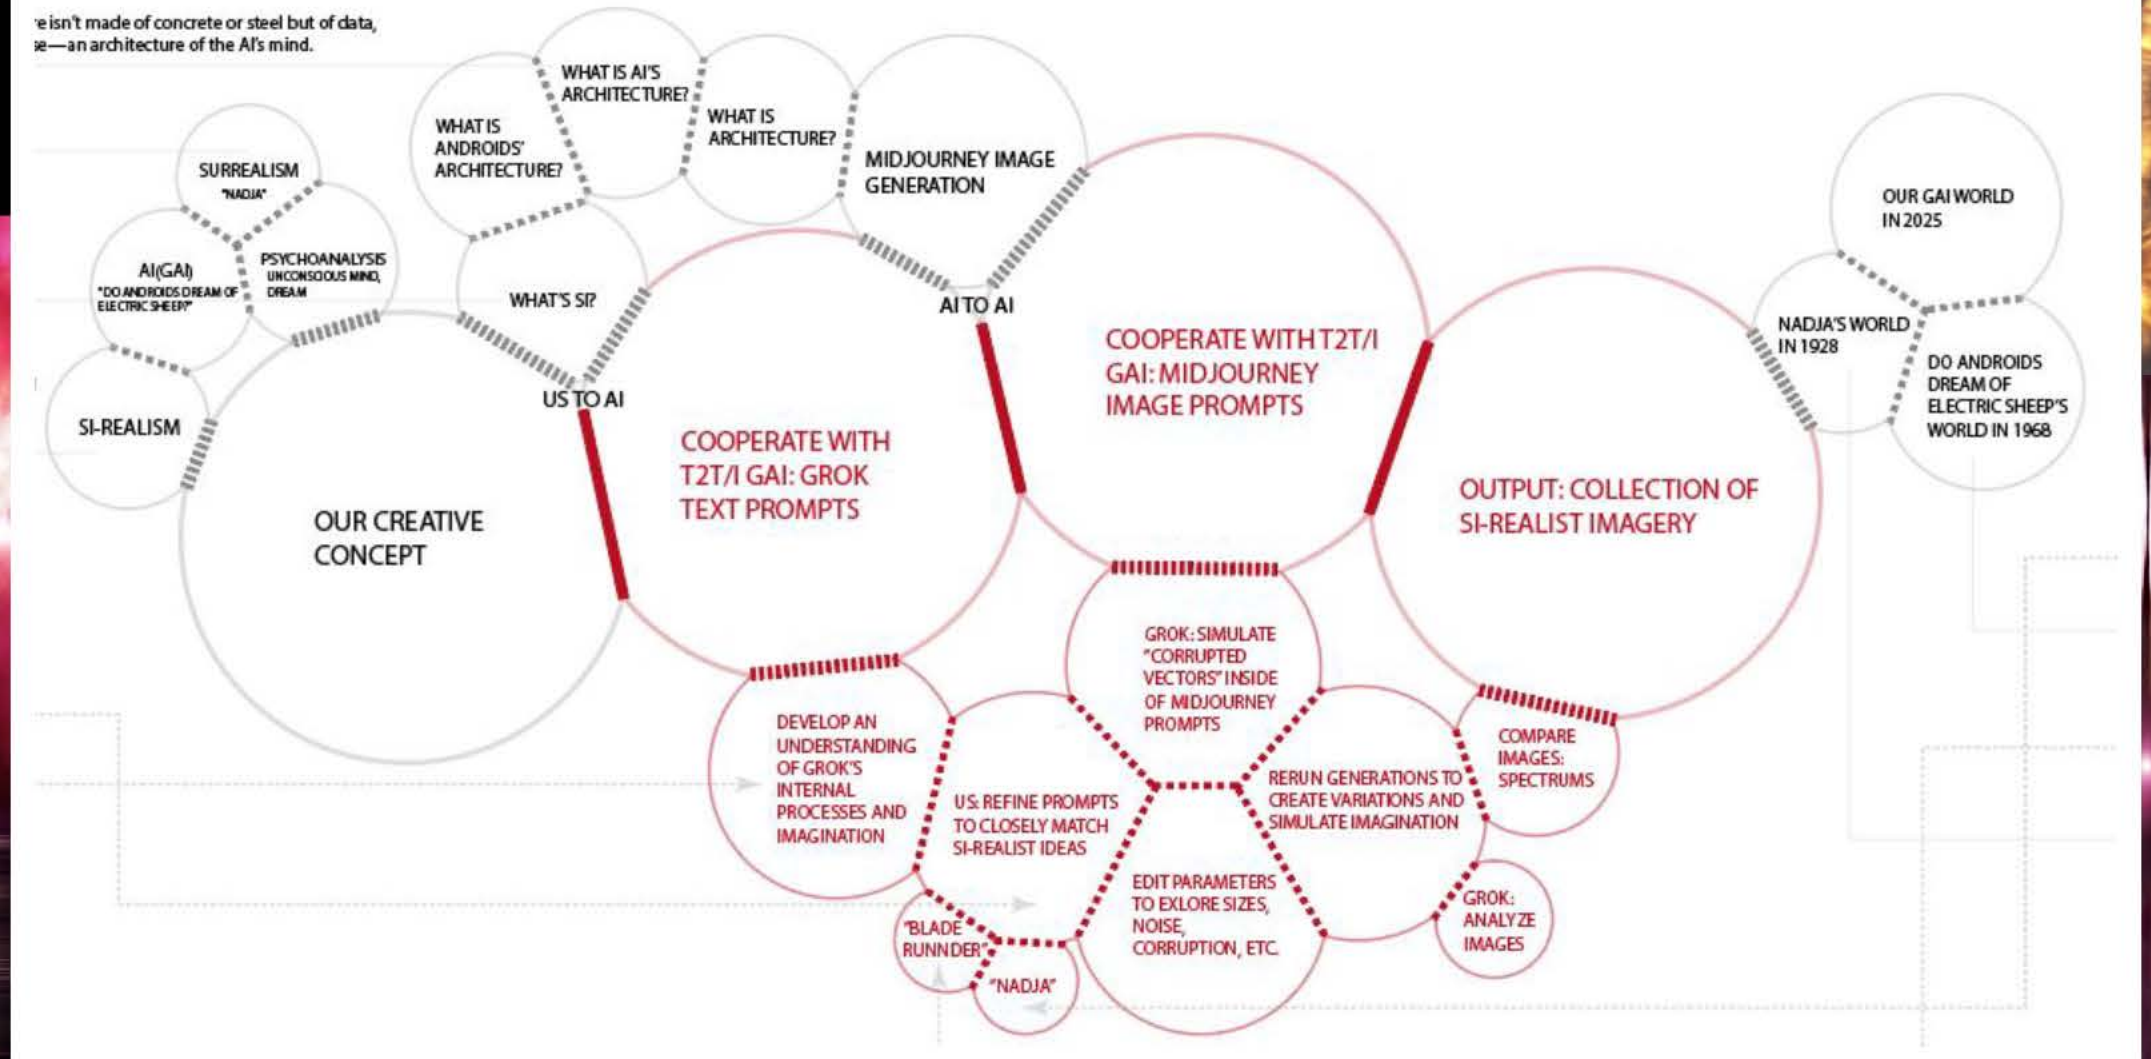 re isn't made of concrete or steel but of data,
se—an architecture of the AI's mind.
SURREALISM
"NADJA"
AI(GAI)
"DO ANDROIDS DREAM OF
ELECTRIC SHEEP?"
PSYCHOANALYSIS
UNCONSCIOUS MIND,
DREAM
SI-REALISM
OUR CREATIVE
CONCEPT
WHAT IS
ANDROIDS'
ARCHITECTURE?
WHAT IS AI'S
ARCHITECTURE?
WHAT IS
ARCHITECTURE?
MIDJOURNEY IMAGE
GENERATION
WHAT'S SI?
US TO AI
AI TO AI
COOPERATE WITH
T2T/I GAI: GROK
TEXT PROMPTS
COOPERATE WITH T2T/I
GAI: MIDJOURNEY
IMAGE PROMPTS
OUTPUT: COLLECTION OF
SI-REALIST IMAGERY
OUR GAI WORLD
IN 2025
NADJA'S WORLD
IN 1928
DO ANDROIDS
DREAM OF
ELECTRIC SHEEP'S
WORLD IN 1968
GROK: SIMULATE
"CORRUPTED
VECTORS" INSIDE
OF MIDJOURNEY
PROMPTS
DEVELOP AN
UNDERSTANDING
OF GROK'S
INTERNAL
PROCESSES AND
IMAGINATION
US: REFINE PROMPTS
TO CLOSELY MATCH
SI-REALIST IDEAS
RERUN GENERATIONS TO
CREATE VARIATIONS AND
SIMULATE IMAGINATION
COMPARE
IMAGES:
SPECTRUMS
EDIT PARAMETERS
TO EXLORE SIZES,
NOISE,
CORRUPTION, ETC.
GROK:
ANALYZE
IMAGES
"BLADE
RUNNDER"
"NADJA"